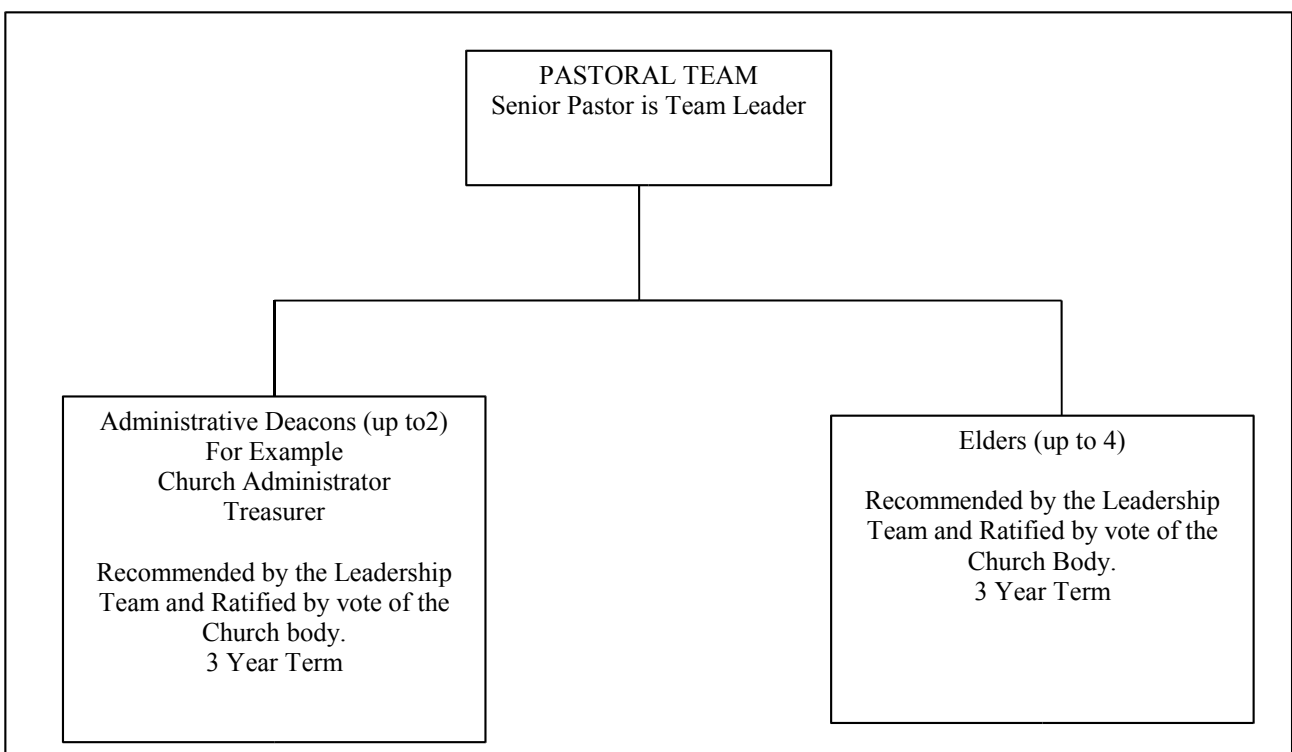 PASTORAL TEAM
Senior Pastor is Team Leader
Administrative Deacons (up to2)
For Example
Church Administrator
Treasurer
Recommended by the Leadership
Team and Ratified by vote of the
Church body.
3 Year Term
Elders (up to 4)
Recommended by the Leadership
Team and Ratified by vote of the
Church Body.
3 Year Term